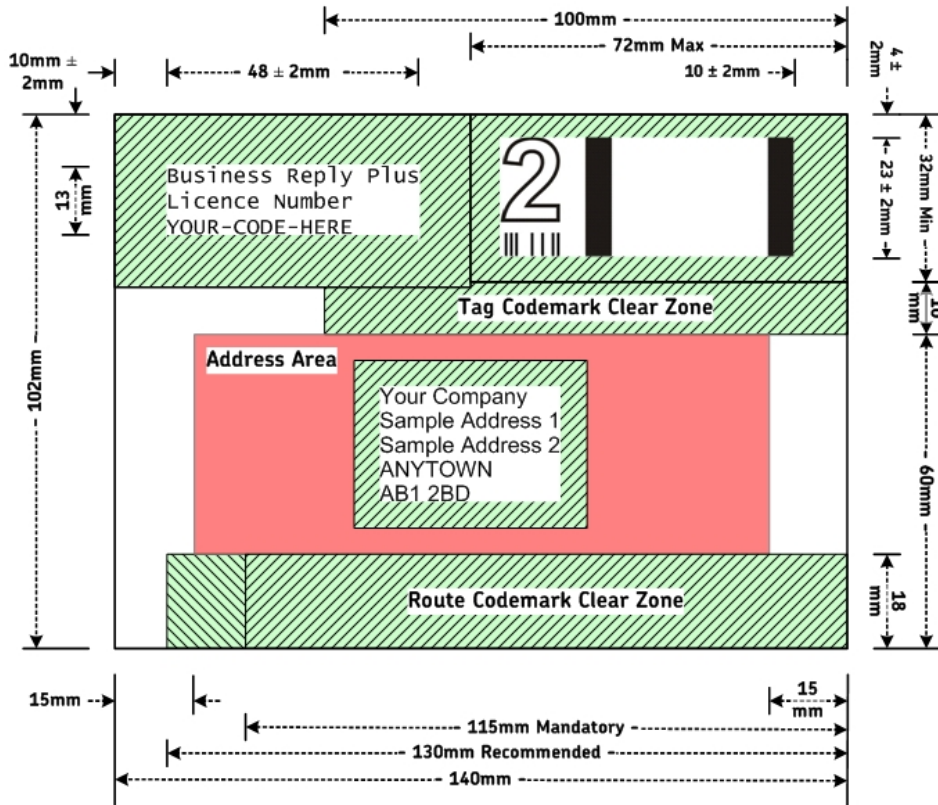 100mm
72mm Max
10mm ±
2mm
48 ± 2mm
10 ± 2mm
4 ±
2mm
Business Reply Plus
Licence Number
YOUR-CODE-HERE
2
13
mm
23 ± 2mm
32mm Min
Tag Codemark Clear Zone
mm
Address Area
102mm
Your Company
Sample Address 1
Sample Address 2
ANYTOWN
AB1 2BD
60mm
Route Codemark Clear Zone
18
mm
15mm
15
mm
115mm Mandatory
130mm Recommended
140mm